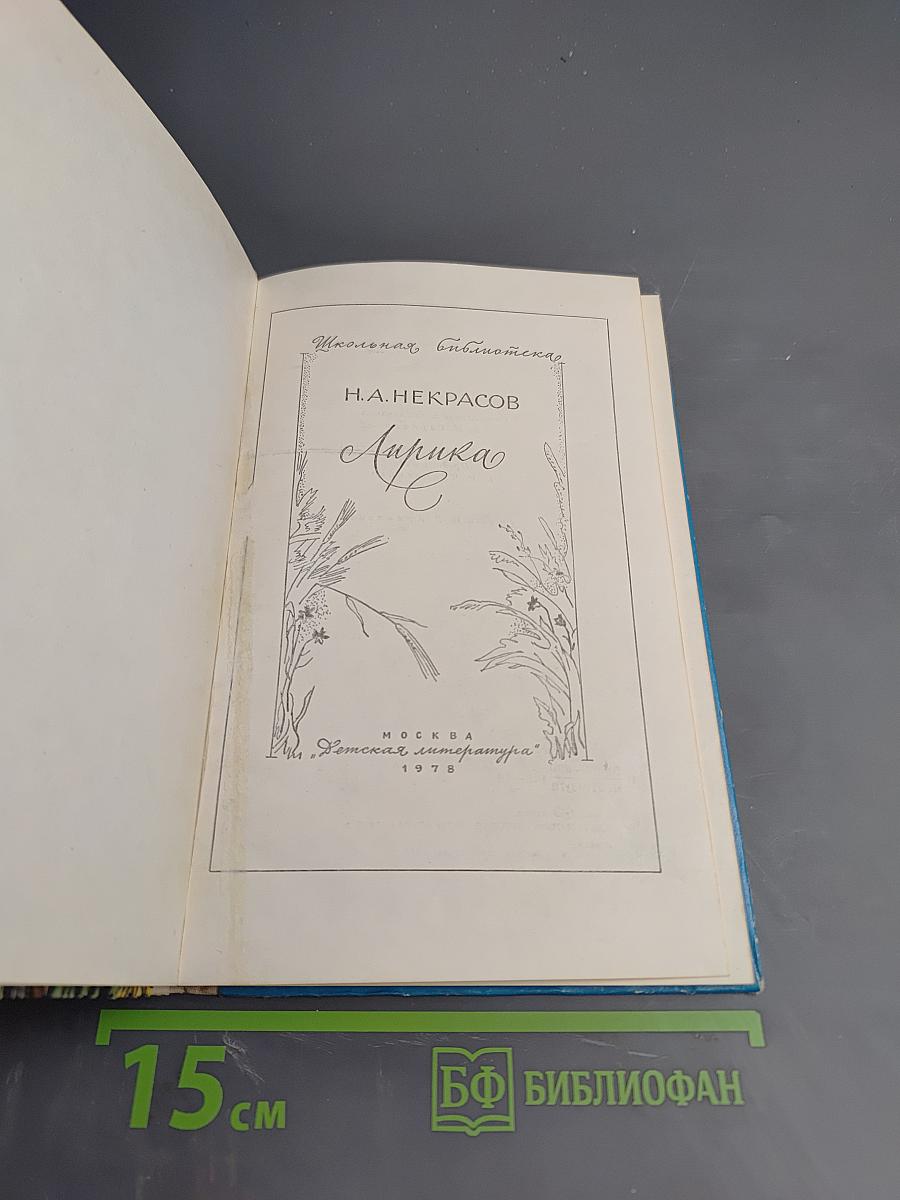 Школьная библиотека
Н.А.НЕКРАСОВ
Лирика
МОСКВА
„Детская литература"
1978
15 см
БФ БИБЛИОФАН